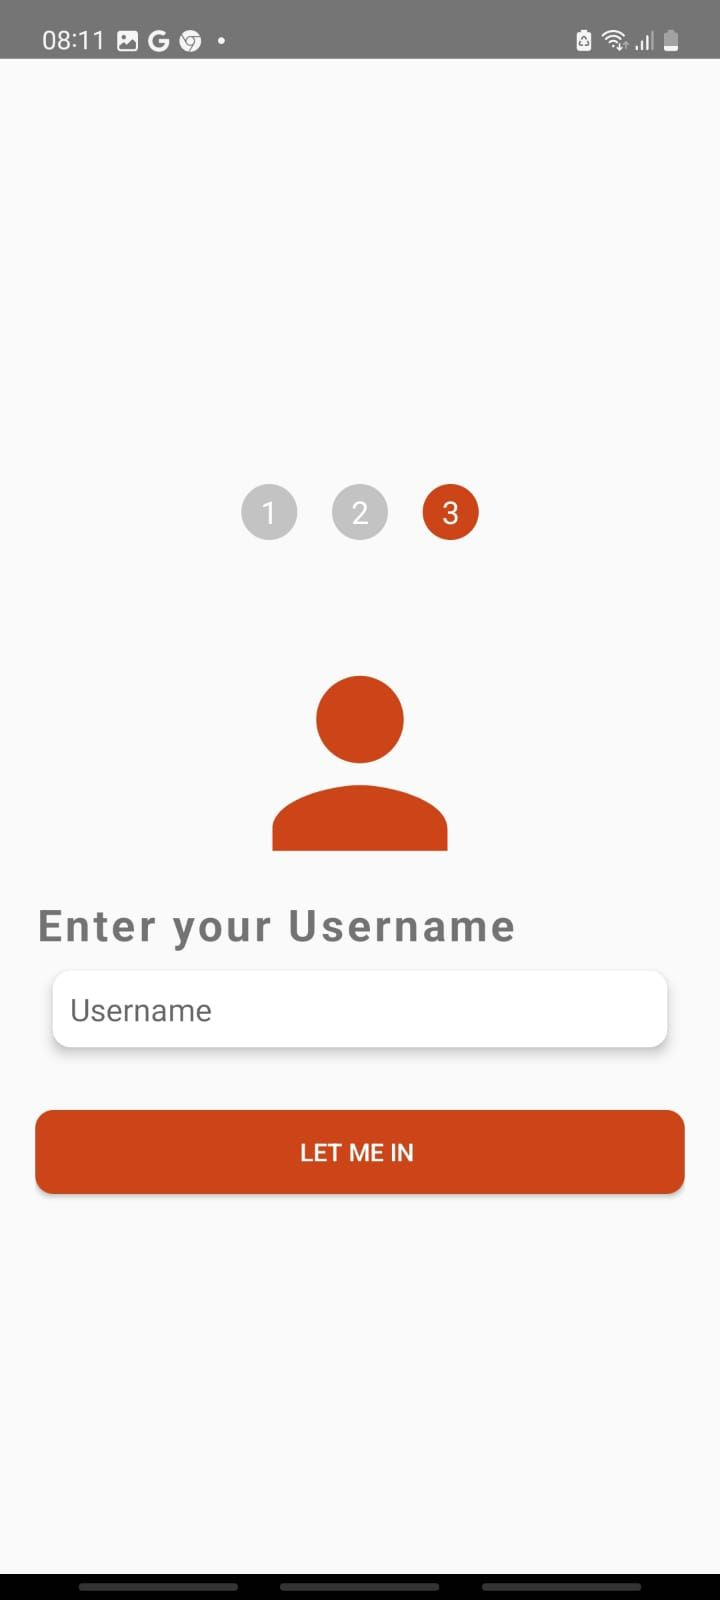 08:11
1 2 3
Enter your Username
Username
LET ME IN